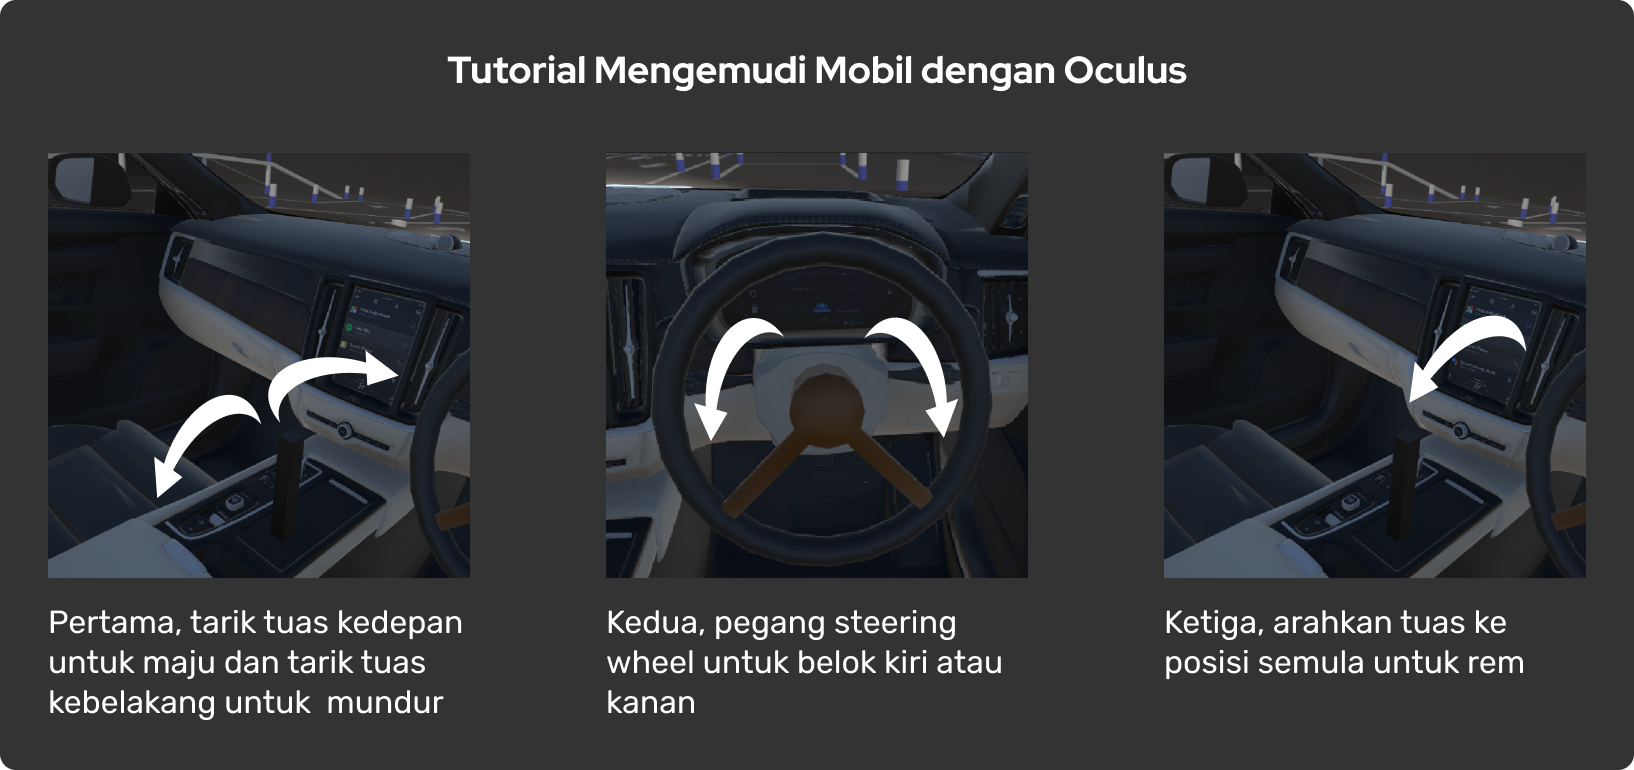 Tutorial Mengemudi Mobil dengan Oculus
Pertama, tarik tuas kedepan
untuk maju dan tarik tuas
kebelakang untuk  mundur
Kedua, pegang steering
wheel untuk belok kiri atau
kanan
Ketiga, arahkan tuas ke
posisi semula untuk rem